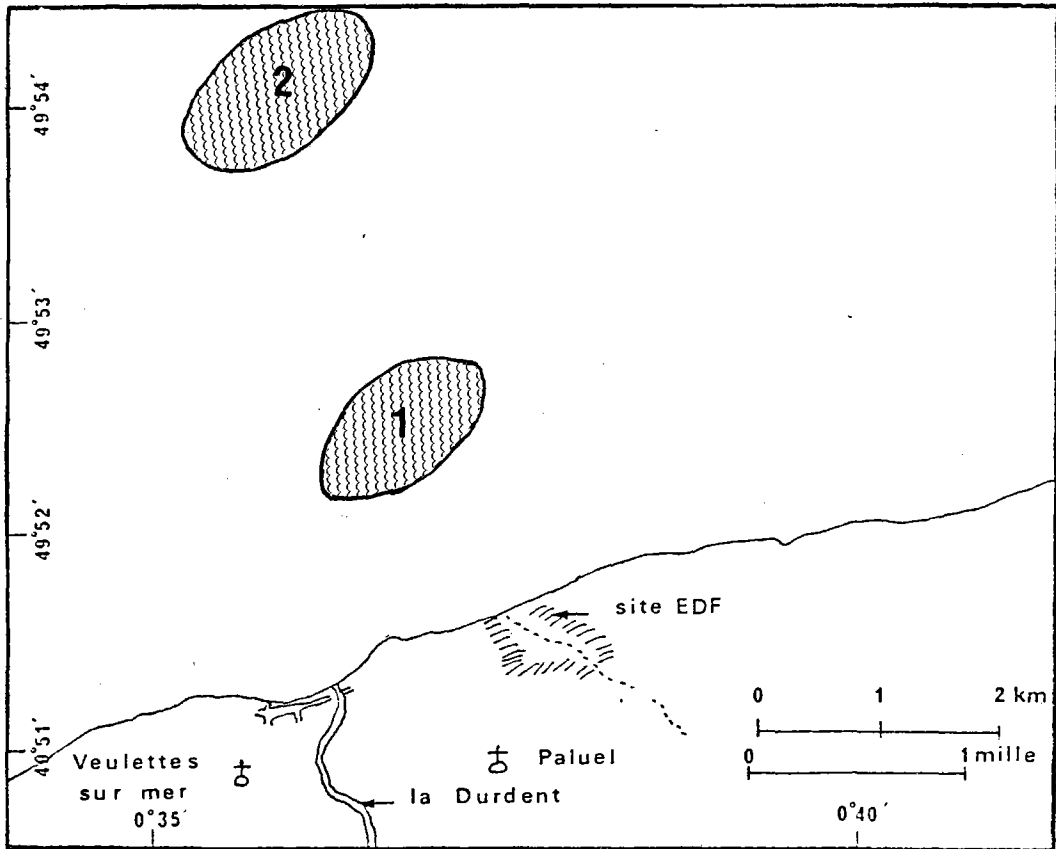 2
49°54′
49°53′
1
49°52′
site EDF
0 1 2 km
40°51′
Veulettes
sur mer
Paluel
0 1 mille
la Durdent
0°35′
0°40′